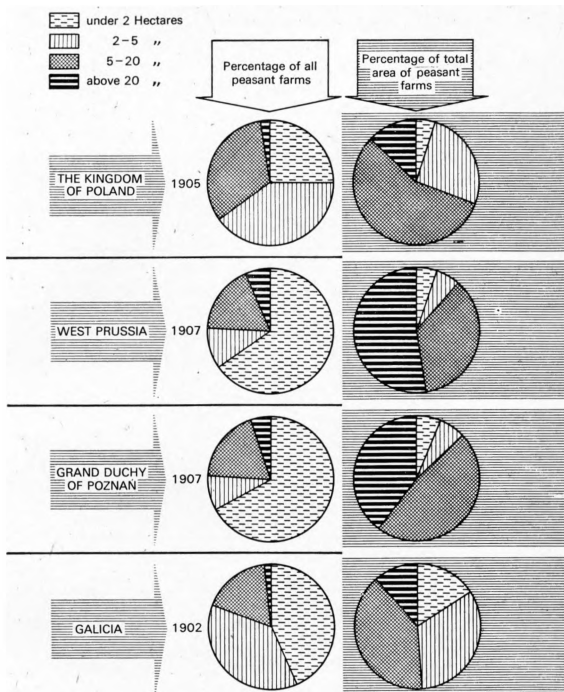 under 2 Hectares
2–5 „
5–20 „
above 20 „
Percentage of all
peasant farms
Percentage of total
area of peasant
farms
THE KINGDOM
OF POLAND
1905
WEST PRUSSIA
1907
GRAND DUCHY
OF POZNAŃ
1907
GALICIA
1902